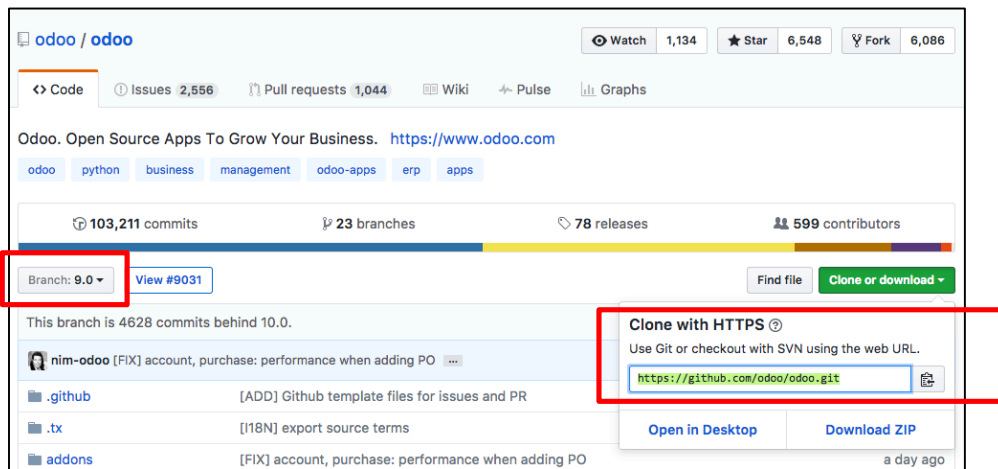 odoo / odoo
Watch 1,134 Star 6,548 Fork 6,086
<> Code Issues 2,556 Pull requests 1,044 Wiki Pulse Graphs
Odoo. Open Source Apps To Grow Your Business. https://www.odoo.com
odoo python business management odoo-apps erp apps
103,211 commits 23 branches 78 releases 599 contributors
Branch: 9.0 View #9031 Find file Clone or download
This branch is 4628 commits behind 10.0.
Clone with HTTPS ?
Use Git or checkout with SVN using the web URL.
nim-odoo [FIX] account, purchase: performance when adding PO ...
https://github.com/odoo/odoo.git
.github [ADD] Github template files for issues and PR
.tx [I18N] export source terms
Open in Desktop Download ZIP
addons [FIX] account, purchase: performance when adding PO a day ago